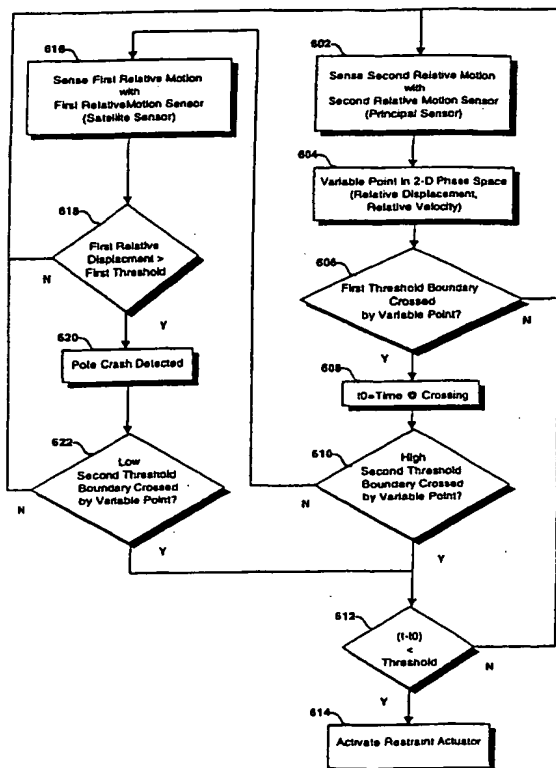 616
Sense First Relative Motion
with
First RelativeMotion Sensor
(Satellite Sensor)
618
First Relative
Displacment >
First Threshold
N
Y
620
Pole Crash Detected
622
Low
Second Threshold
Boundary Crossed
by Variable Point?
N
Y
602
Sense Second Relative Motion
with
Second Relative Motion Sensor
(Principal Sensor)
604
Variable Point In 2-D Phase Space
(Relative Displacement,
Relative Velocity)
606
First Threshold Boundary
Crossed
by Variable Point?
N
Y
608
t0=Time @ Crossing
610
High
Second Threshold
Boundary Crossed
by Variable Point?
N
Y
612
(t-t0)
<
Threshold
N
Y
614
Activate Restraint Actuator